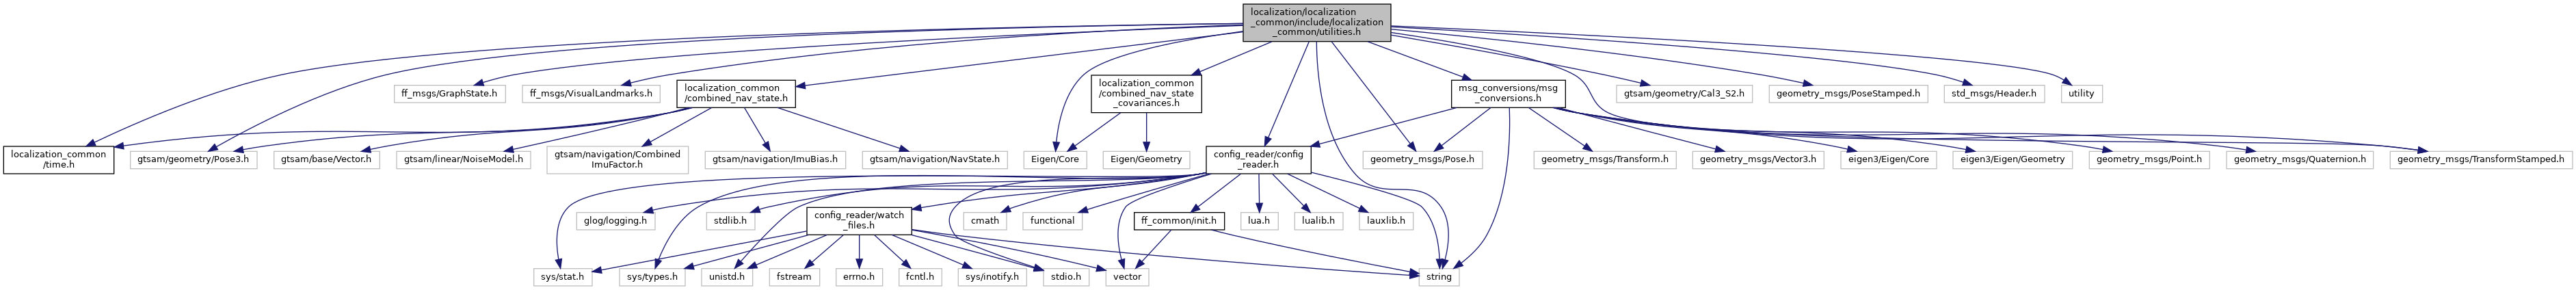 localization/localization
_common/include/localization
_common/utilities.h
ff_msgs/GraphState.h
ff_msgs/VisualLandmarks.h
localization_common
/combined_nav_state.h
localization_common
/combined_nav_state
_covariances.h
msg_conversions/msg
_conversions.h
gtsam/geometry/Cal3_S2.h
geometry_msgs/PoseStamped.h
std_msgs/Header.h
utility
localization_common
/time.h
gtsam/geometry/Pose3.h
gtsam/base/Vector.h
gtsam/linear/NoiseModel.h
gtsam/navigation/Combined
ImuFactor.h
gtsam/navigation/ImuBias.h
gtsam/navigation/NavState.h
Eigen/Core
Eigen/Geometry
config_reader/config
_reader.h
geometry_msgs/Pose.h
geometry_msgs/Transform.h
geometry_msgs/Vector3.h
eigen3/Eigen/Core
eigen3/Eigen/Geometry
geometry_msgs/Point.h
geometry_msgs/Quaternion.h
geometry_msgs/TransformStamped.h
glog/logging.h
stdlib.h
config_reader/watch
_files.h
cmath
functional
ff_common/init.h
lua.h
lualib.h
lauxlib.h
sys/stat.h
sys/types.h
unistd.h
fstream
errno.h
fcntl.h
sys/inotify.h
stdio.h
vector
string